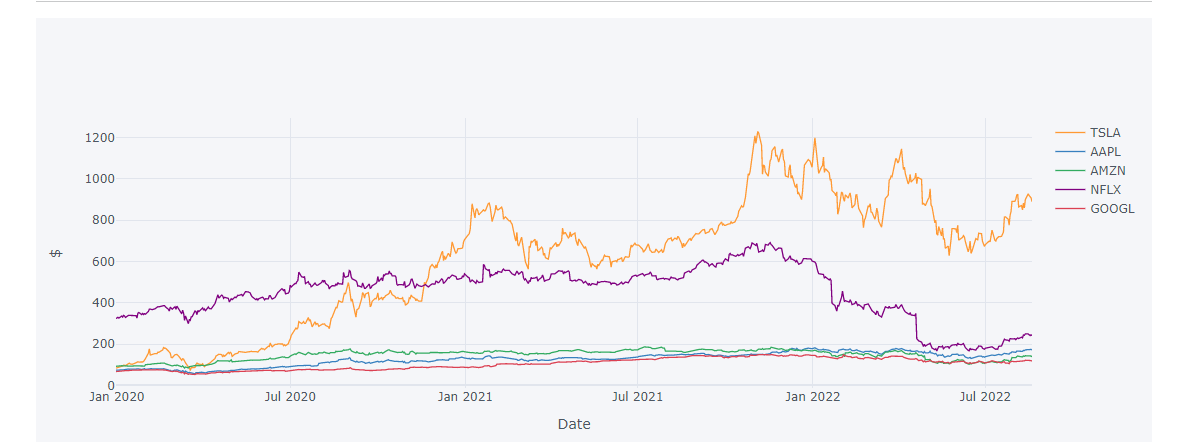 $
1200
1000
800
600
400
200
0
Jan 2020
Jul 2020
Jan 2021
Jul 2021
Jan 2022
Jul 2022
Date
TSLA
AAPL
AMZN
NFLX
GOOGL